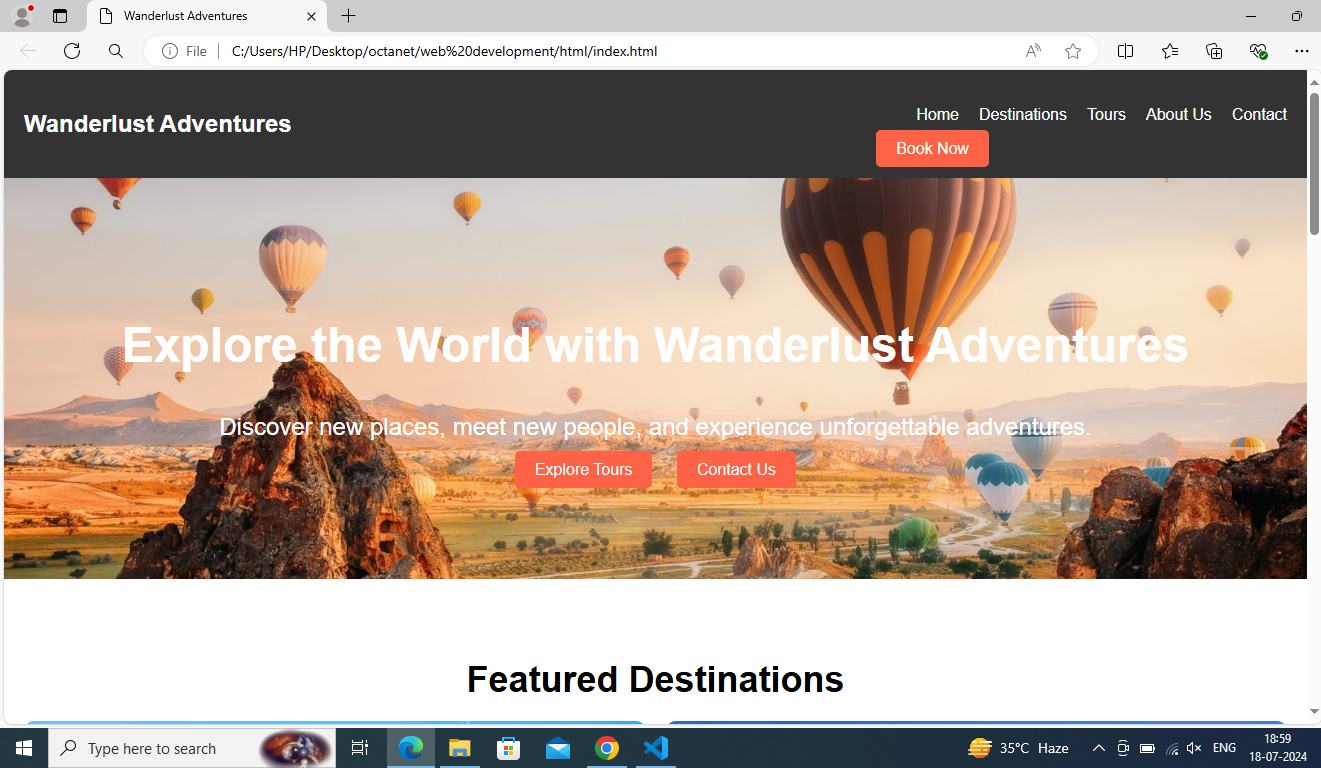 Wanderlust Adventures
File
C:/Users/HP/Desktop/octanet/web%20development/html/index.html
Wanderlust Adventures
Home Destinations Tours About Us Contact
Book Now
Explore the World with Wanderlust Adventures
Discover new places, meet new people, and experience unforgettable adventures.
Explore Tours Contact Us
Featured Destinations
Type here to search
35°C Haze
ENG
18:59
18-07-2024